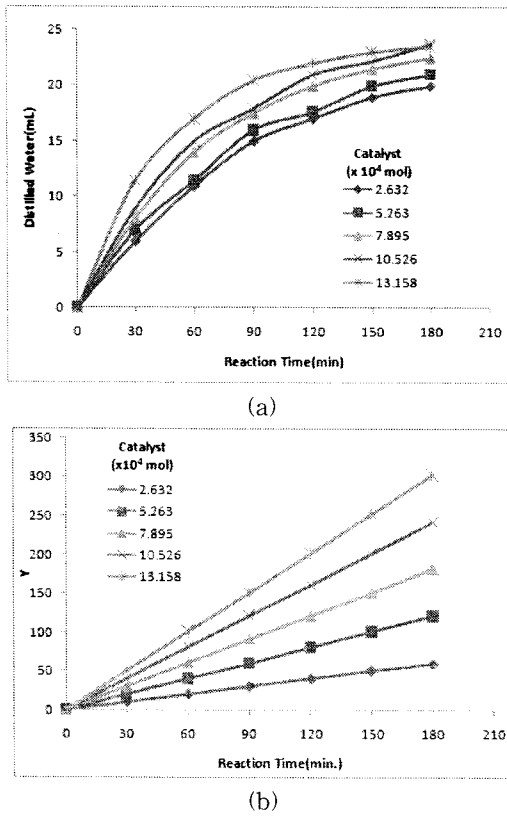 25
20
15
10
5
0
Distilled Water(mL)
Catalyst
(x 10⁴ mol)
2.632
5.263
7.895
10.526
13.158
0 30 60 90 120 150 180 210
Reaction Time(min)
(a)
350
300
250
200
150
100
50
0
Y
Catalyst
(x10⁴ mol)
2.632
5.263
7.895
10.526
13.158
0 30 60 90 120 150 180 210
Reaction Time(min.)
(b)